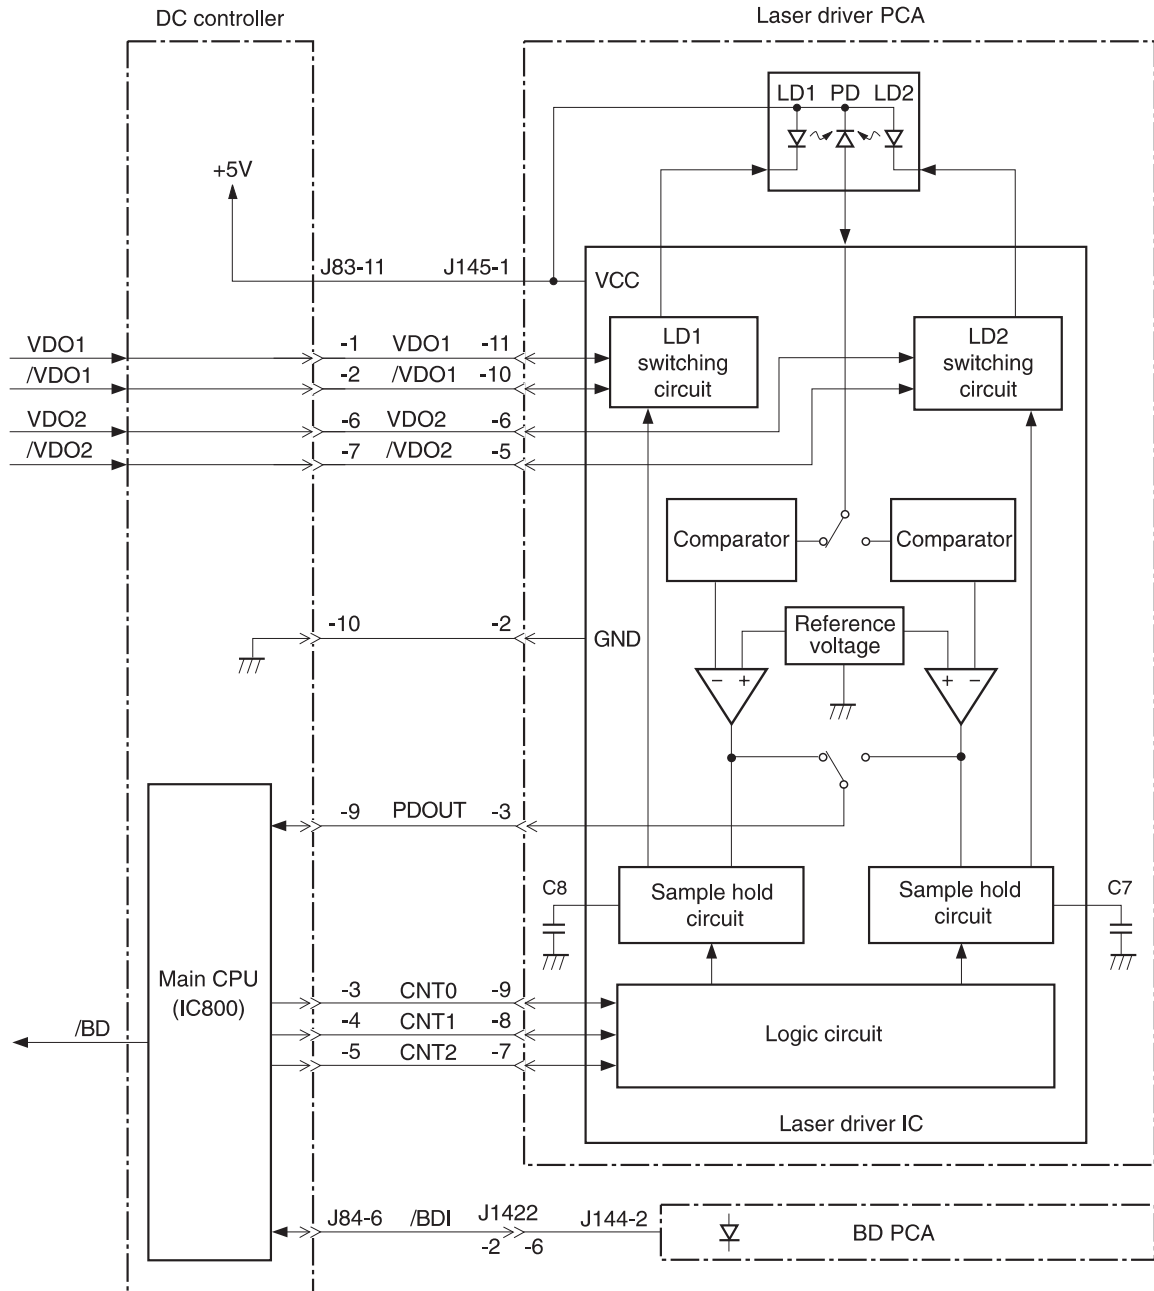 DC controller
Laser driver PCA
LD1 PD LD2
+5V
J83-11 J145-1
VCC
VDO1 -1 VDO1 -11
/VDO1 -2 /VDO1 -10
VDO2 -6 VDO2 -6
/VDO2 -7 /VDO2 -5
LD1
switching
circuit
LD2
switching
circuit
Comparator
Comparator
-10 -2
GND
Reference
voltage
- +
+ -
-9 PDOUT -3
C8
Sample hold
circuit
Sample hold
circuit
C7
Main CPU
(IC800)
/BD
-3 CNT0 -9
-4 CNT1 -8
-5 CNT2 -7
Logic circuit
Laser driver IC
J84-6 /BDI J1422 J144-2
-2 -6
BD PCA